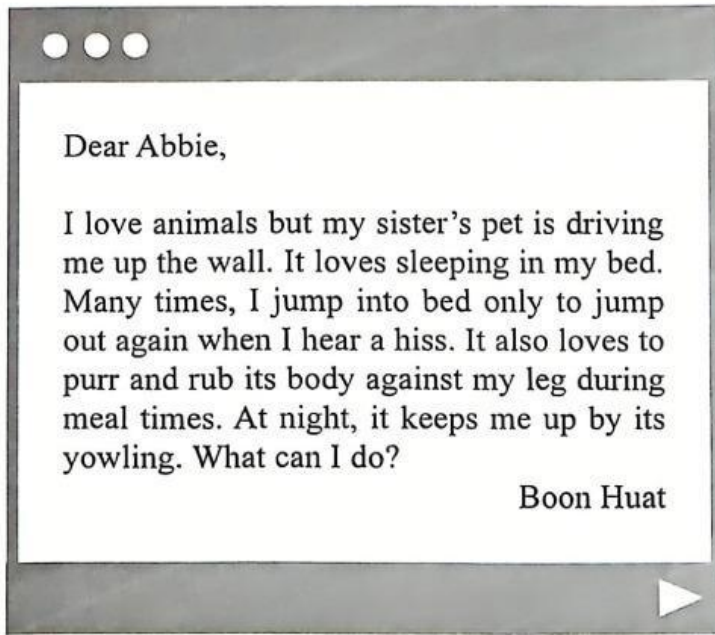 Dear Abbie,
I love animals but my sister's pet is driving
me up the wall. It loves sleeping in my bed.
Many times, I jump into bed only to jump
out again when I hear a hiss. It also loves to
purr and rub its body against my leg during
meal times. At night, it keeps me up by its
yowling. What can I do?
Boon Huat